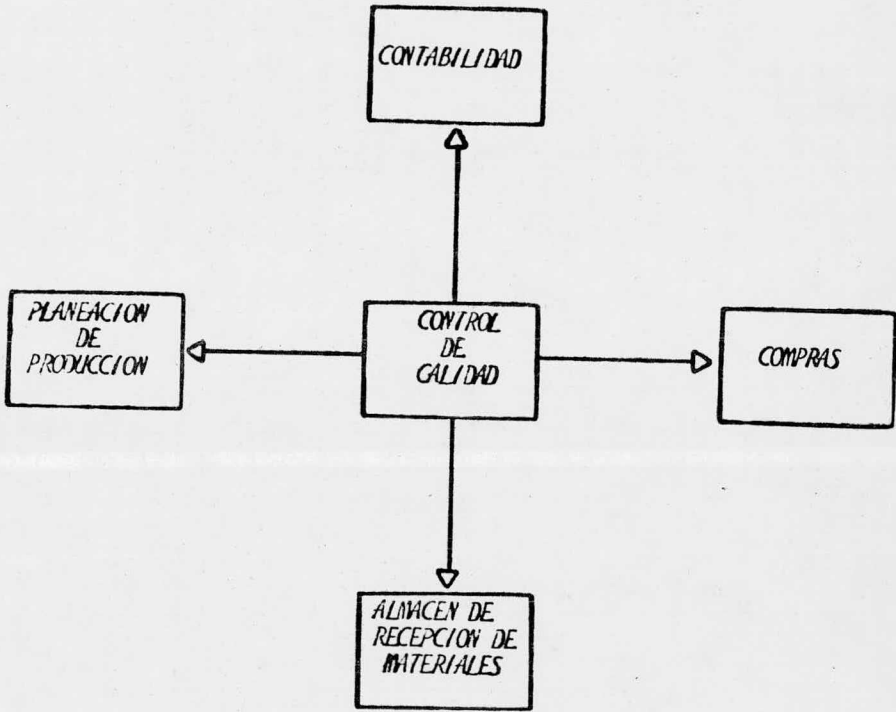 CONTABILIDAD
PLANEACION
DE
PRODUCCION
CONTROL
DE
CALIDAD
COMPRAS
ALMACEN DE
RECEPCION DE
MATERIALES